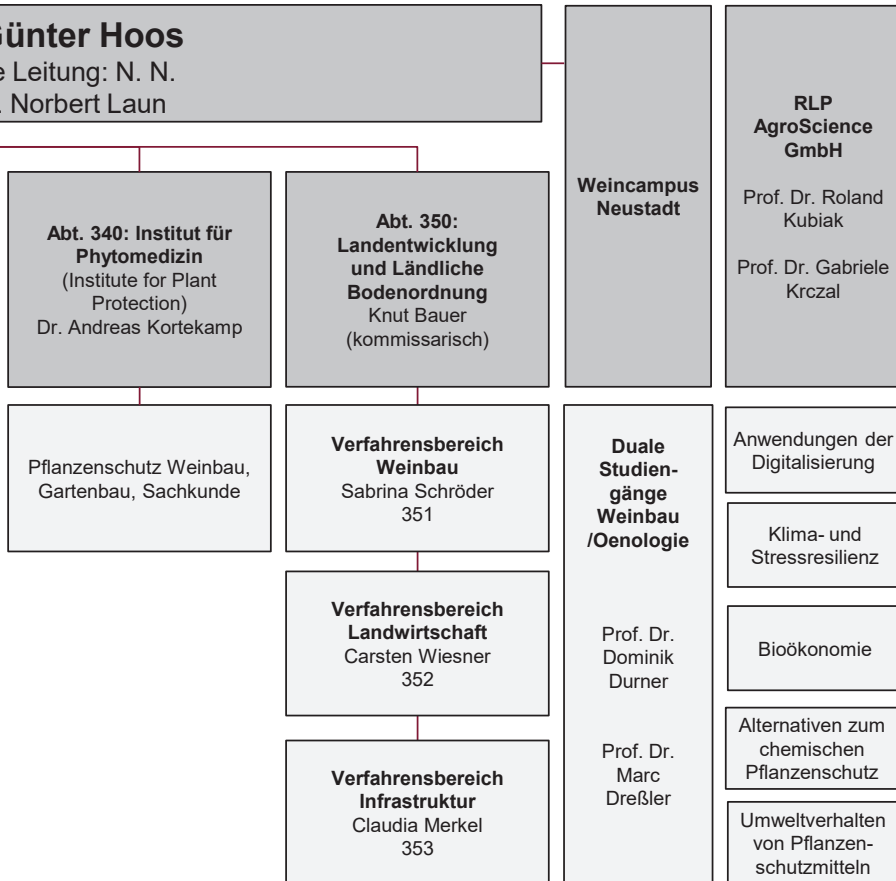 Günter Hoos
e Leitung: N. N.
. Norbert Laun
Abt. 340: Institut für
Phytomedizin
(Institute for Plant
Protection)
Dr. Andreas Kortekamp
Abt. 350:
Landentwicklung
und Ländliche
Bodenordnung
Knut Bauer
(kommissarisch)
Weincampus
Neustadt
RLP
AgroScience
GmbH
Prof. Dr. Roland
Kubiak
Prof. Dr. Gabriele
Krczal
Pflanzenschutz Weinbau,
Gartenbau, Sachkunde
Verfahrensbereich
Weinbau
Sabrina Schröder
351
Verfahrensbereich
Landwirtschaft
Carsten Wiesner
352
Verfahrensbereich
Infrastruktur
Claudia Merkel
353
Duale
Studien-
gänge
Weinbau
/Oenologie
Prof. Dr.
Dominik
Durner
Prof. Dr.
Marc
Dreßler
Anwendungen der
Digitalisierung
Klima- und
Stressresilienz
Bioökonomie
Alternativen zum
chemischen
Pflanzenschutz
Umweltverhalten
von Pflanzen-
schutzmitteln